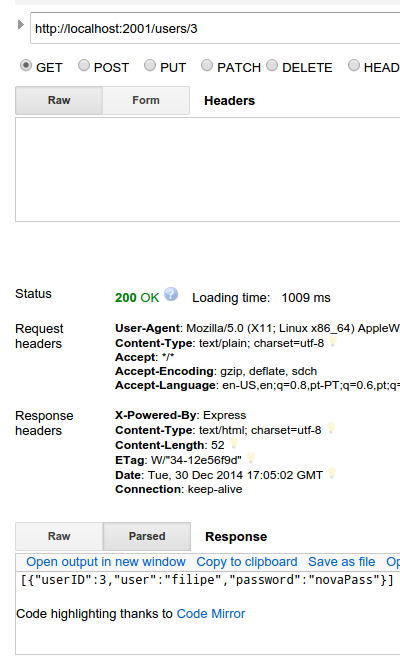 http://localhost:2001/users/3
GET POST PUT PATCH DELETE HEAD
Raw Form Headers
Status 200 OK Loading time: 1009 ms
Request headers
User-Agent: Mozilla/5.0 (X11; Linux x86_64) AppleW
Content-Type: text/plain; charset=utf-8
Accept: */*
Accept-Encoding: gzip, deflate, sdch
Accept-Language: en-US,en;q=0.8,pt-PT;q=0.6,pt;q=
Response headers
X-Powered-By: Express
Content-Type: text/html; charset=utf-8
Content-Length: 52
ETag: W/"34-12e56f9d"
Date: Tue, 30 Dec 2014 17:05:02 GMT
Connection: keep-alive
Raw Parsed Response
Open output in new window Copy to clipboard Save as file Op
[{"userID":3,"user":"filipe","password":"novaPass"}]
Code highlighting thanks to Code Mirror